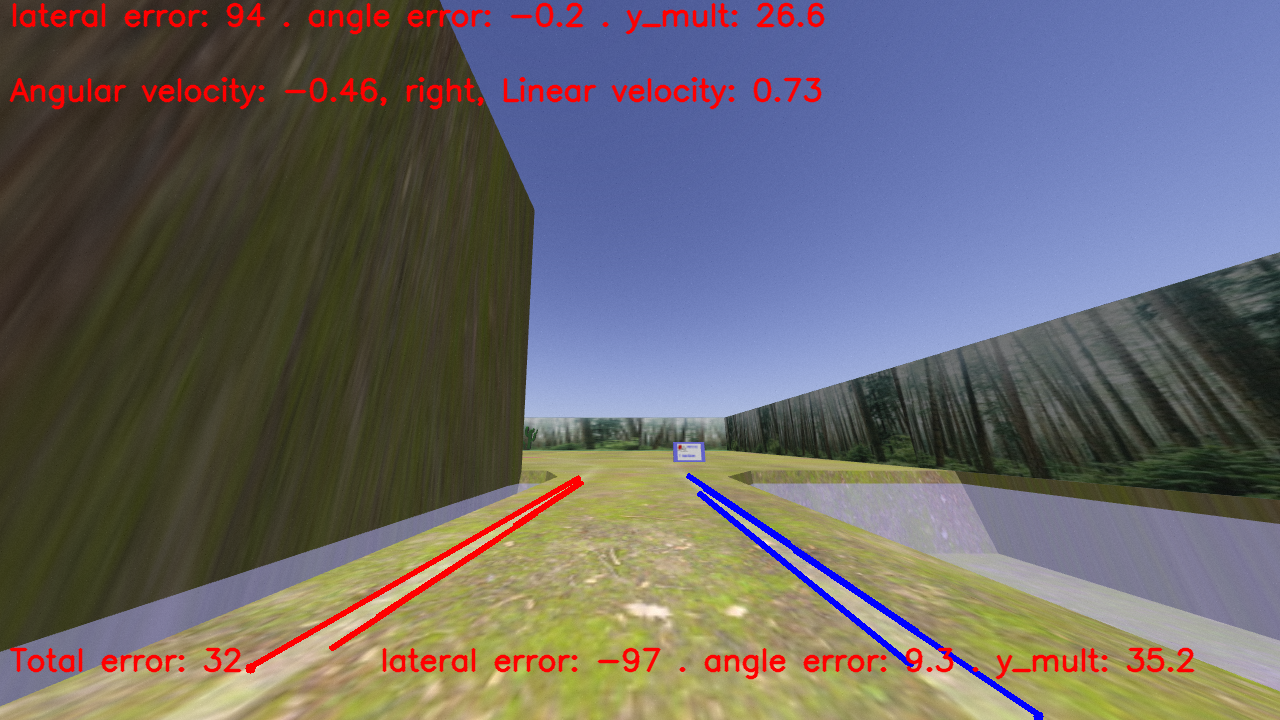 lateral error: 94 . angle error: −0.2 . y_mult: 26.6
Angular velocity: −0.46, right, Linear velocity: 0.73
Total error: 32.
lateral error: −97 . angle error: 9.3 . y_mult: 35.2